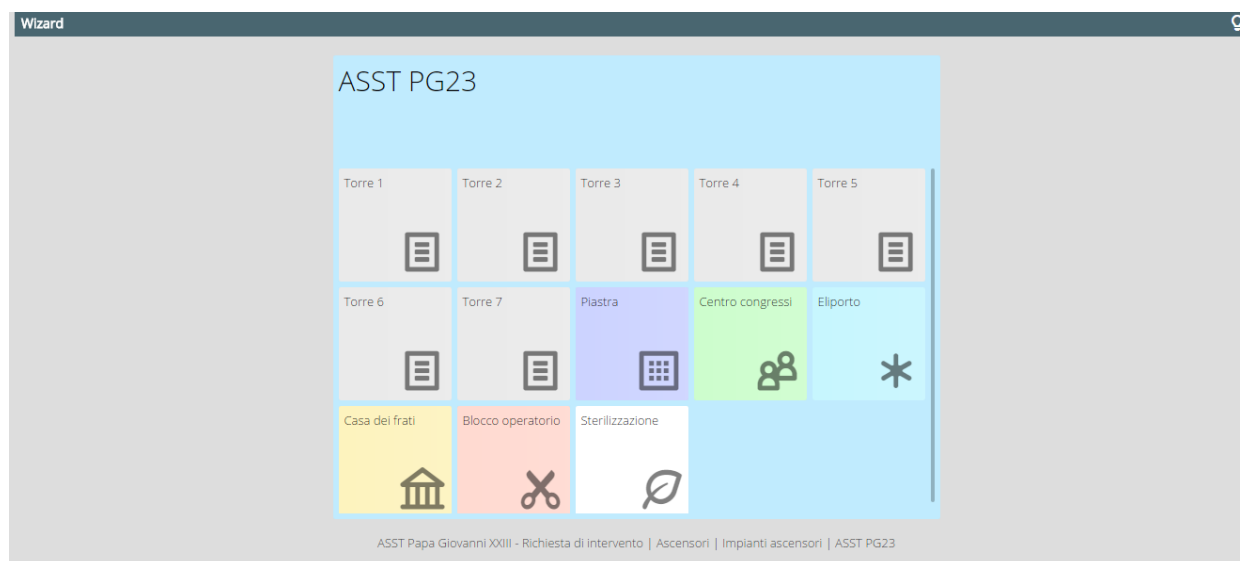 Wizard
ASST PG23
Torre 1
Torre 2
Torre 3
Torre 4
Torre 5
Torre 6
Torre 7
Piastra
Centro congressi
Eliporto
Casa dei frati
Blocco operatorio
Sterilizzazione
ASST Papa Giovanni XXIII - Richiesta di intervento | Ascensori | Impianti ascensori | ASST PG23